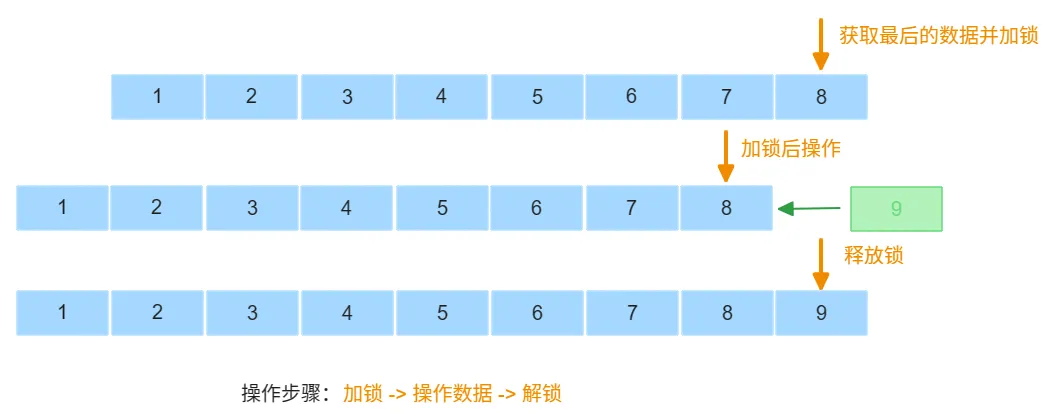 获取最后的数据并加锁
1 2 3 4 5 6 7 8
加锁后操作
1 2 3 4 5 6 7 8 9
释放锁
1 2 3 4 5 6 7 8 9
操作步骤：加锁 -> 操作数据 -> 解锁